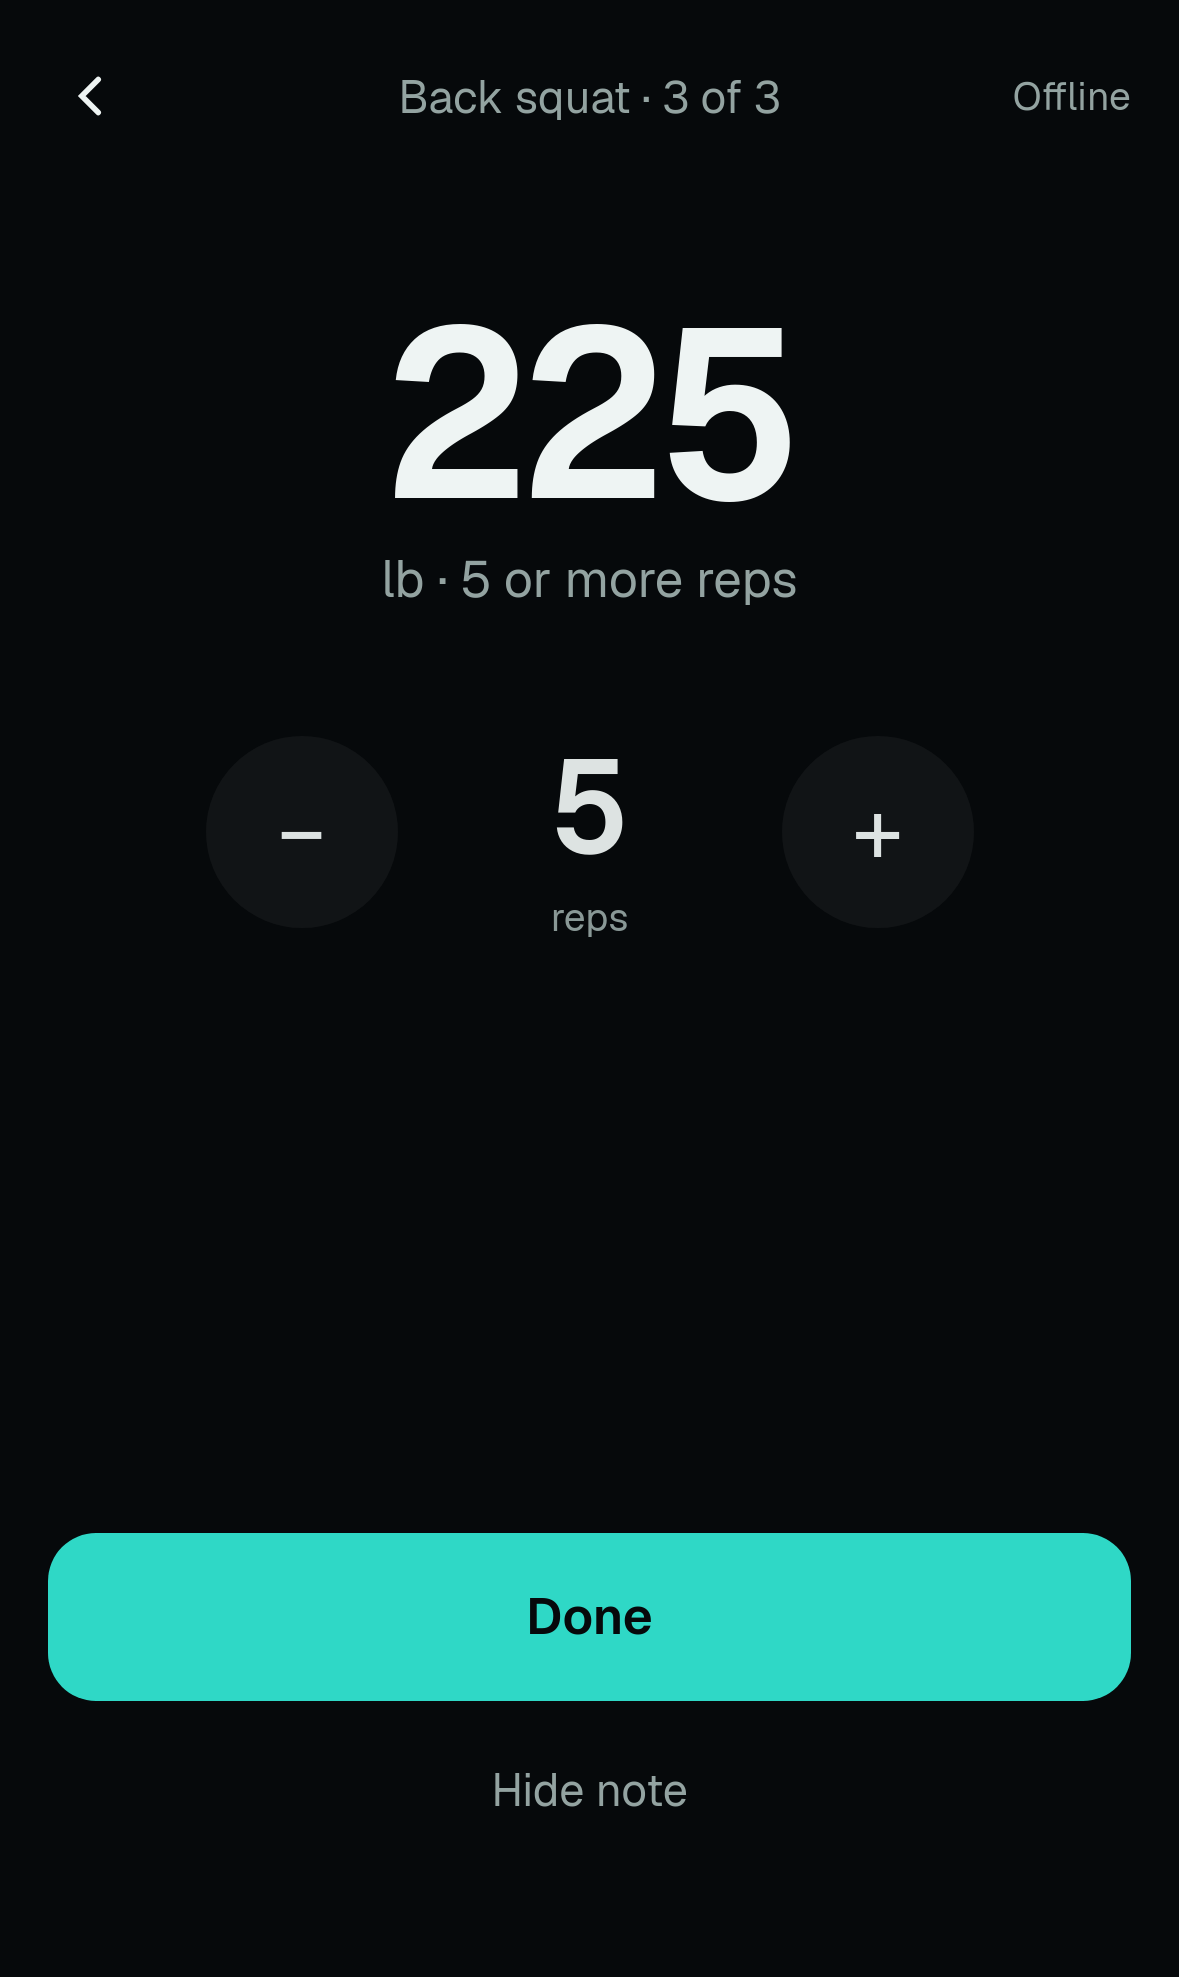 Back squat · 3 of 3
Offline
225
lb · 5 or more reps
− 5 +
reps
Done
Hide note